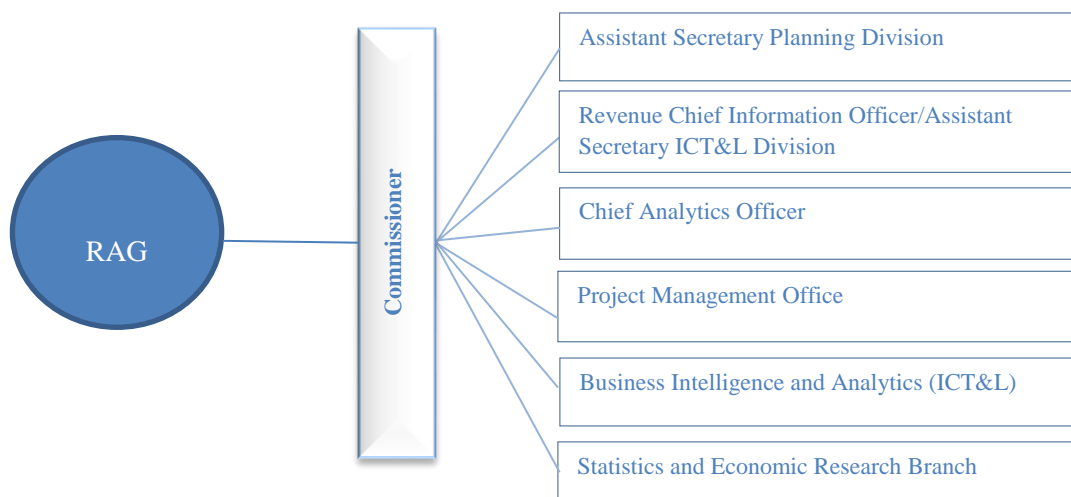 RAG
Commissioner
Assistant Secretary Planning Division
Revenue Chief Information Officer/Assistant
Secretary ICT&L Division
Chief Analytics Officer
Project Management Office
Business Intelligence and Analytics (ICT&L)
Statistics and Economic Research Branch